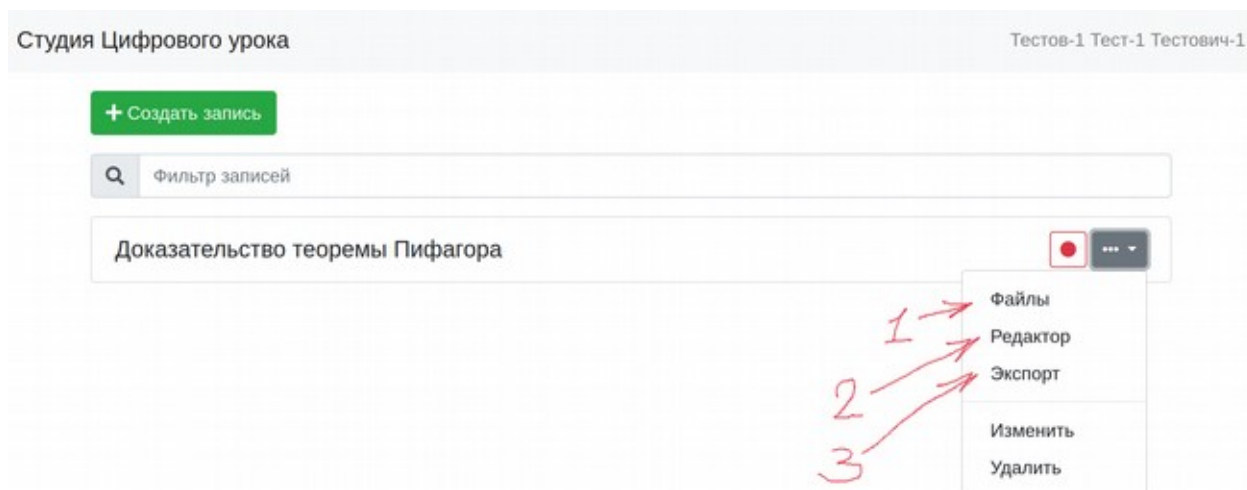 Студия Цифрового урока
Тестов-1 Тест-1 Тестович-1
+ Создать запись
Фильтр записей
Доказательство теоремы Пифагора
1 Файлы
2 Редактор
3 Экспорт
Изменить
Удалить